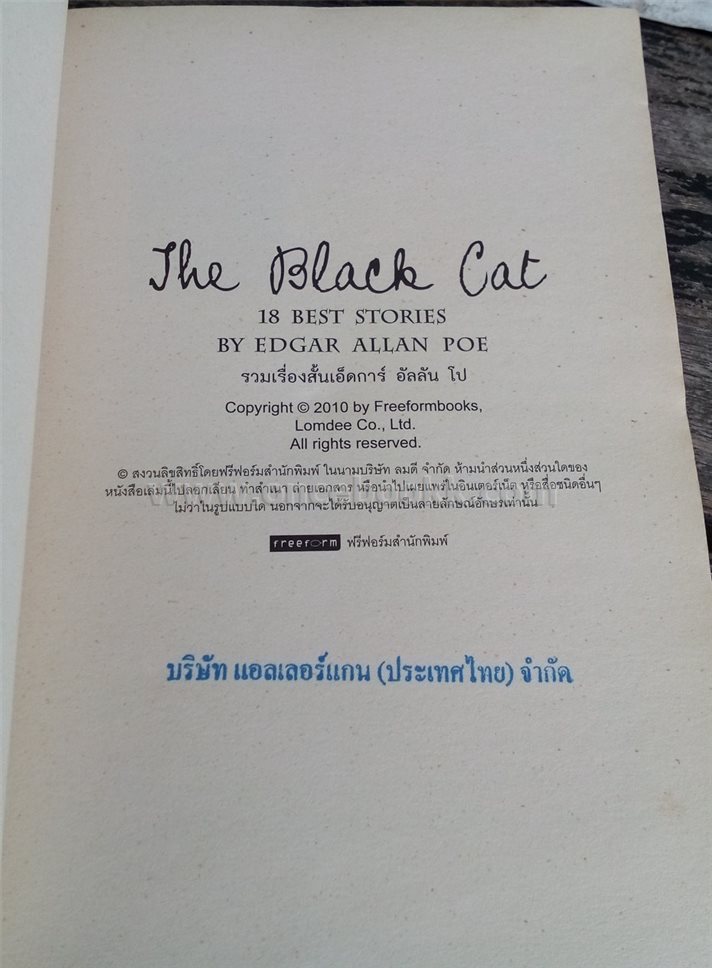 The Black Cat
18 BEST STORIES
BY EDGAR ALLAN POE
รวมเรื่องสั้นเอ็ดการ์ อัลลัน โป
Copyright © 2010 by Freeformbooks,
Lomdee Co., Ltd.
All rights reserved.
© สงวนลิขสิทธิ์โดยฟรีฟอร์มสำนักพิมพ์ ในนามบริษัท ลมดี จำกัด ห้ามนำส่วนหนึ่งส่วนใดของ
หนังสือเล่มนี้ไปลอกเลียน ทำสำเนา ถ่ายเอกสาร หรือนำไปเผยแพร่ในอินเตอร์เน็ต หรือสื่อชนิดอื่นๆ
ไม่ว่าในรูปแบบใด นอกจากจะได้รับอนุญาตเป็นลายลักษณ์อักษรเท่านั้น
freeform ฟรีฟอร์มสำนักพิมพ์
บริษัท แอลเลอร์แกน (ประเทศไทย) จำกัด